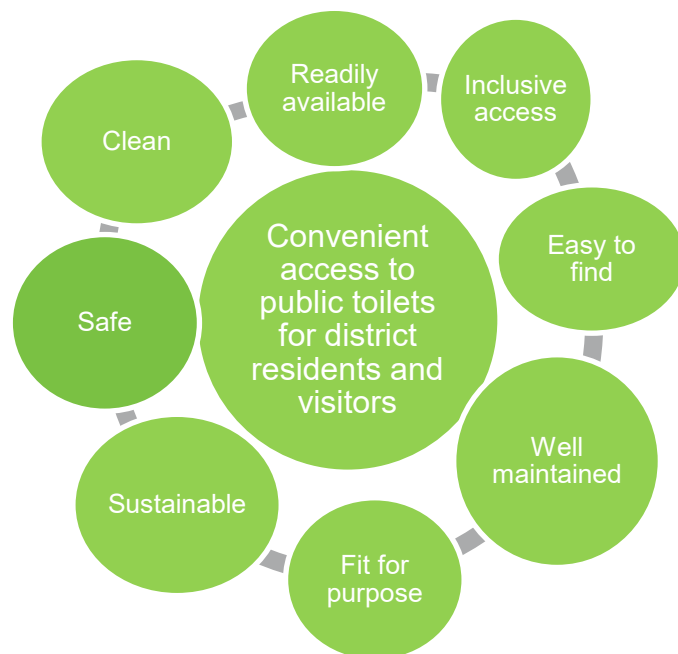 Readily
available
Inclusive
access
Clean
Easy to
find
Convenient
access to
public toilets
for district
residents and
visitors
Safe
Well
maintained
Sustainable
Fit for
purpose